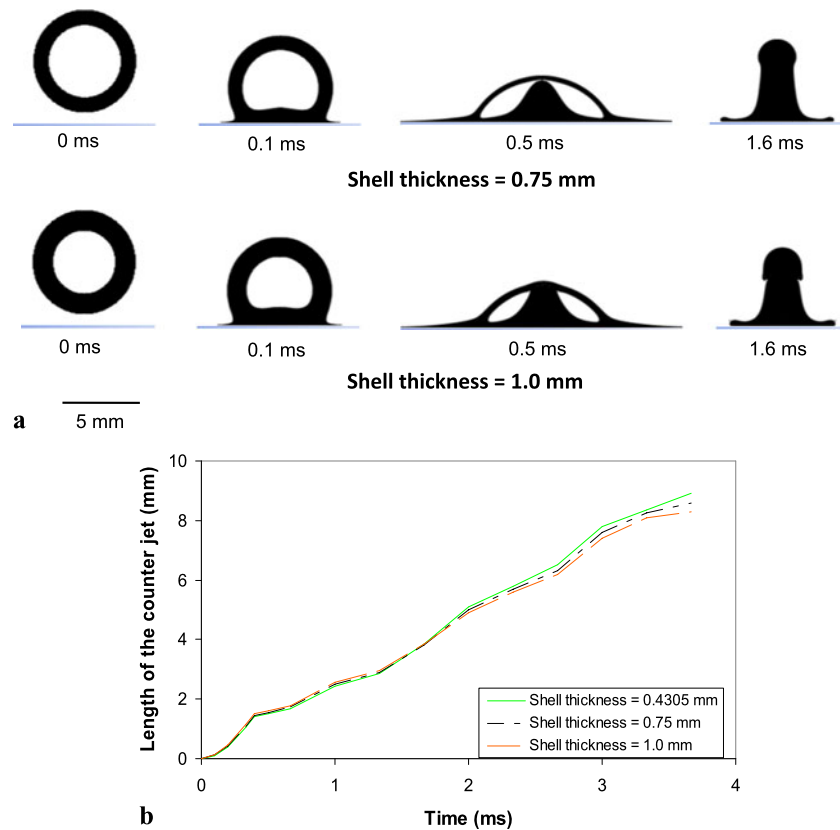 0 ms
0.1 ms
0.5 ms
1.6 ms
Shell thickness = 0.75 mm
0 ms
0.1 ms
0.5 ms
1.6 ms
Shell thickness = 1.0 mm
a
5 mm
Length of the counter jet (mm)
10
8
6
4
2
0
Shell thickness = 0.4305 mm
Shell thickness = 0.75 mm
Shell thickness = 1.0 mm
0
1
2
3
4
b
Time (ms)